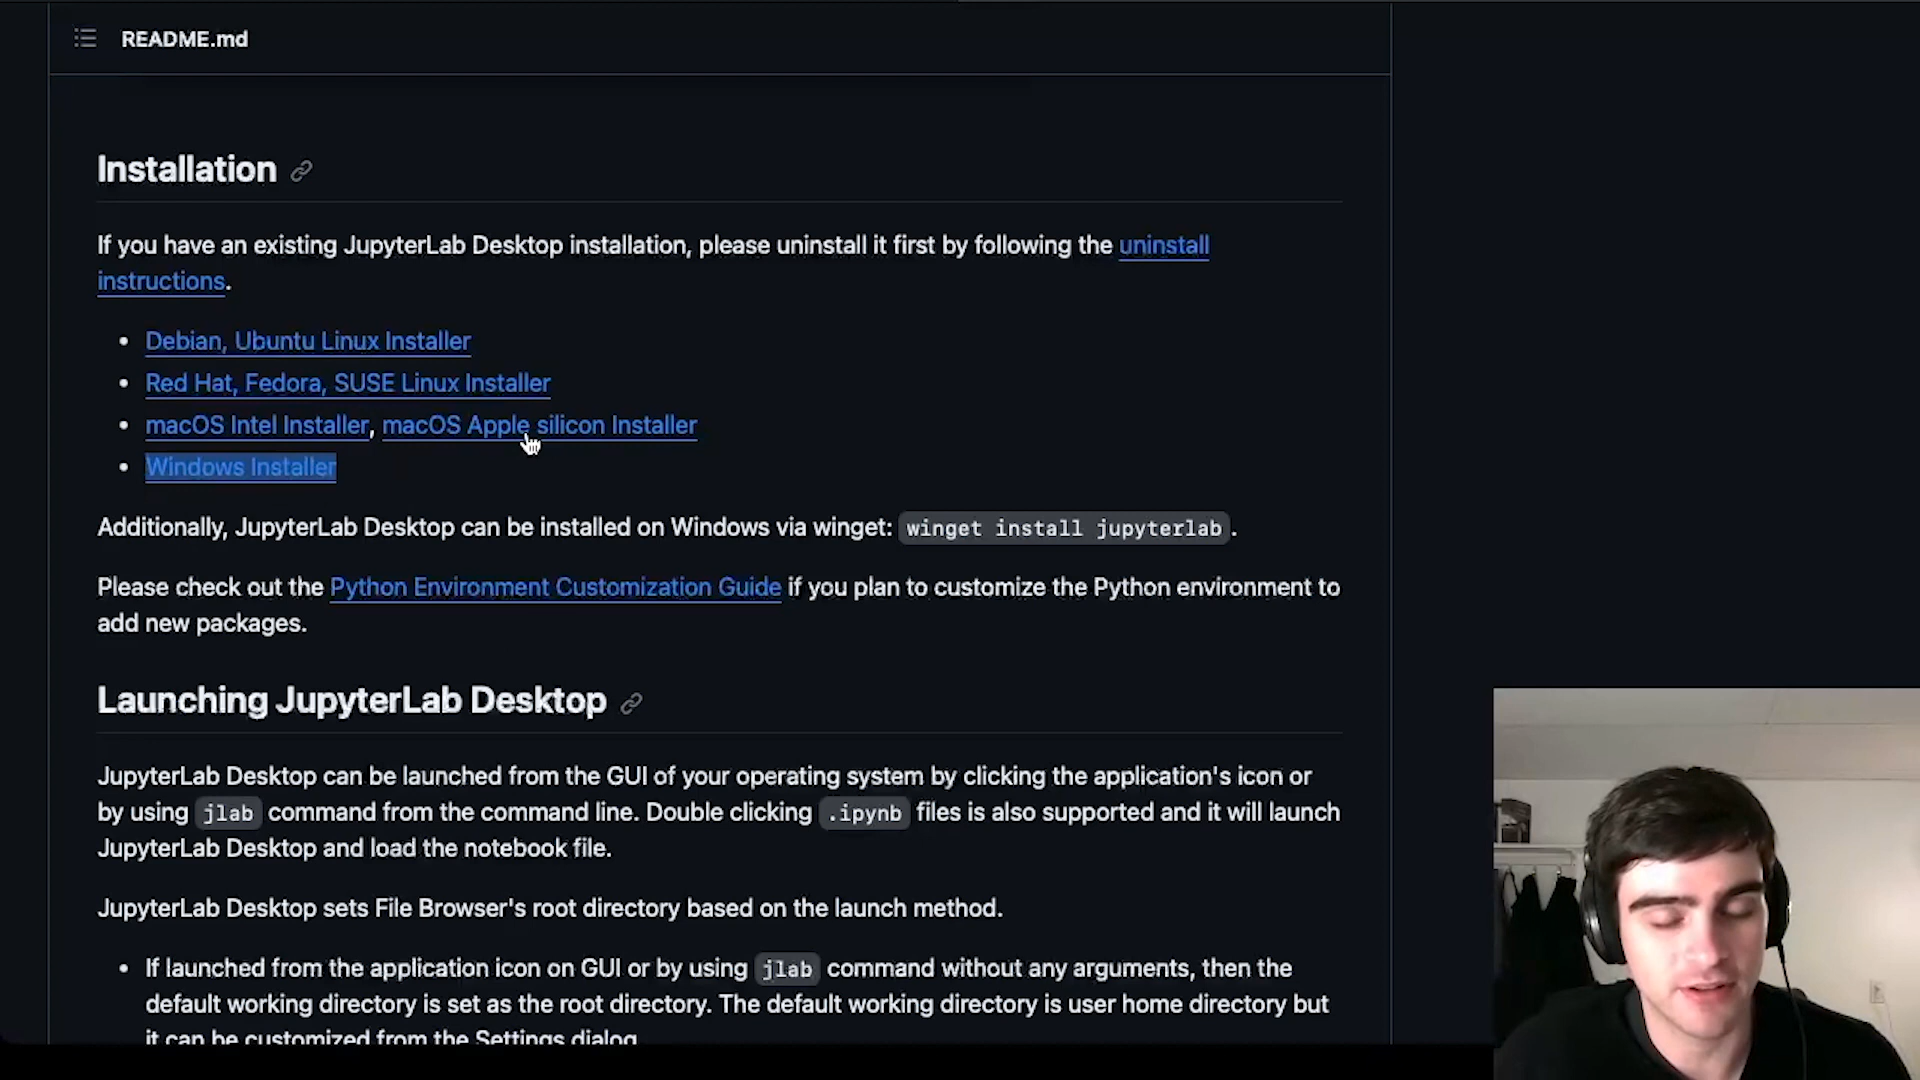 README.md
Installation
If you have an existing JupyterLab Desktop installation, please uninstall it first by following the uninstall
instructions.
• Debian, Ubuntu Linux Installer
• Red Hat, Fedora, SUSE Linux Installer
• macOS Intel Installer, macOS Apple silicon Installer
• Windows Installer
Additionally, JupyterLab Desktop can be installed on Windows via winget: winget install jupyterlab.
Please check out the Python Environment Customization Guide if you plan to customize the Python environment to
add new packages.
Launching JupyterLab Desktop
JupyterLab Desktop can be launched from the GUI of your operating system by clicking the application's icon or
by using jlab command from the command line. Double clicking .ipynb files is also supported and it will launch
JupyterLab Desktop and load the notebook file.
JupyterLab Desktop sets File Browser's root directory based on the launch method.
• If launched from the application icon on GUI or by using jlab command without any arguments, then the
default working directory is set as the root directory. The default working directory is user home directory but
it can be customized from the Settings dialog